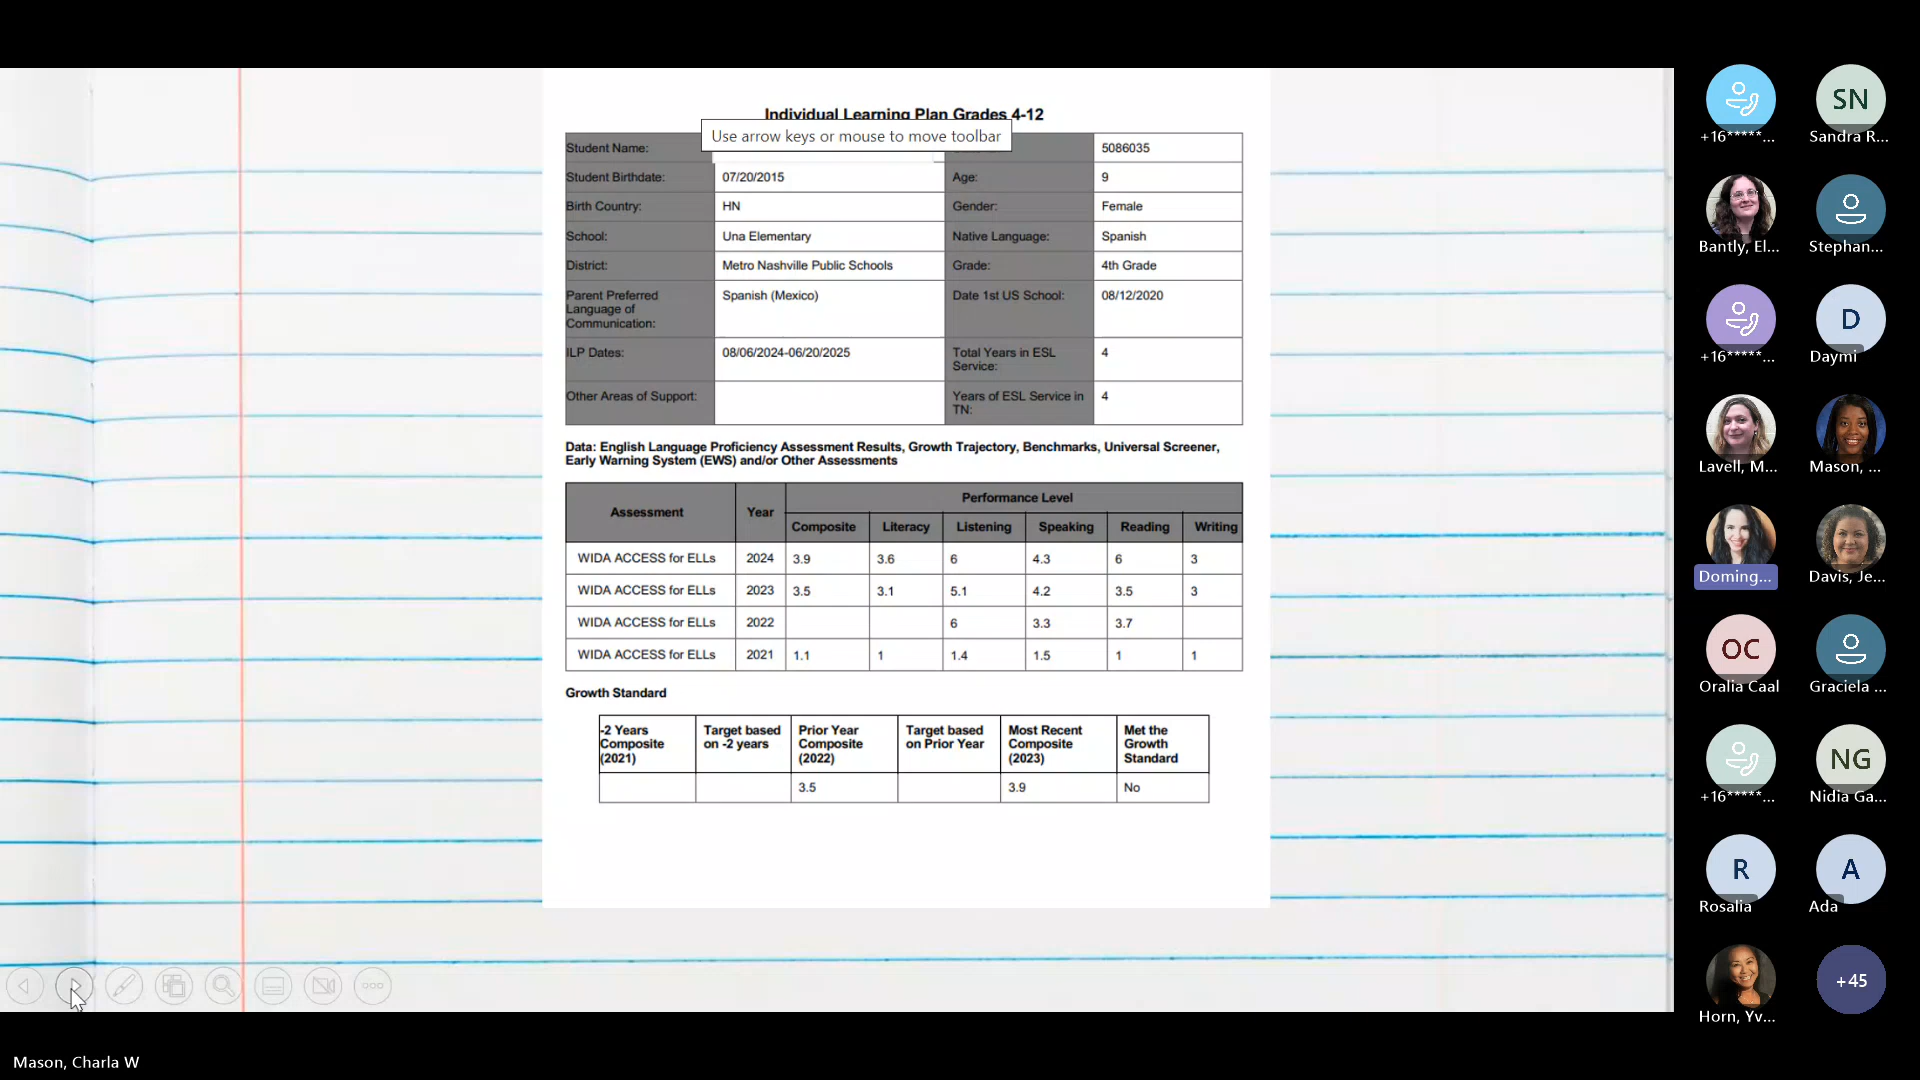 Individual Learning Plan Grades 4-12
Use arrow keys or mouse to move toolbar
Student Name: 5086035
Student Birthdate: 07/20/2015 Age: 9
Birth Country: HN Gender: Female
School: Una Elementary Native Language: Spanish
District: Metro Nashville Public Schools Grade: 4th Grade
Parent Preferred Language of Communication: Spanish (Mexico) Date 1st US School: 08/12/2020
ILP Dates: 08/06/2024-06/20/2025 Total Years in ESL Service: 4
Other Areas of Support: Years of ESL Service in TN: 4
Data: English Language Proficiency Assessment Results, Growth Trajectory, Benchmarks, Universal Screener,
Early Warning System (EWS) and/or Other Assessments
Assessment Year Performance Level
Composite Literacy Listening Speaking Reading Writing
WIDA ACCESS for ELLs 2024 3.9 3.6 6 4.3 6 3
WIDA ACCESS for ELLs 2023 3.5 3.1 5.1 4.2 3.5 3
WIDA ACCESS for ELLs 2022 6 3.3 3.7
WIDA ACCESS for ELLs 2021 1.1 1 1.4 1.5 1 1
Growth Standard
-2 Years Composite (2021) Target based on -2 years Prior Year Composite (2022) Target based on Prior Year Most Recent Composite (2023) Met the Growth Standard
3.5 3.9 No
+16*****...
SN
Sandra R...
Bantly, El...
Stephan...
+16*****...
D
Daymi
Lavell, M...
Mason, ...
Doming...
Davis, Je...
OC
Oralia Caal
Graciela ...
+16*****...
NG
Nidia Ga...
R
Rosalia
A
Ada
Horn, Yv...
+45
Mason, Charla W